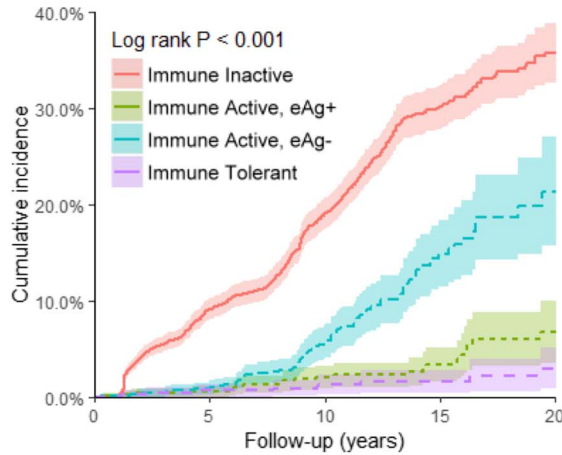 40.0%
Log rank P < 0.001
Immune Inactive
30.0%
Immune Active, eAg+
Immune Active, eAg-
Immune Tolerant
20.0%
10.0%
0.0%
Cumulative incidence
0 5 10 15 20
Follow-up (years)